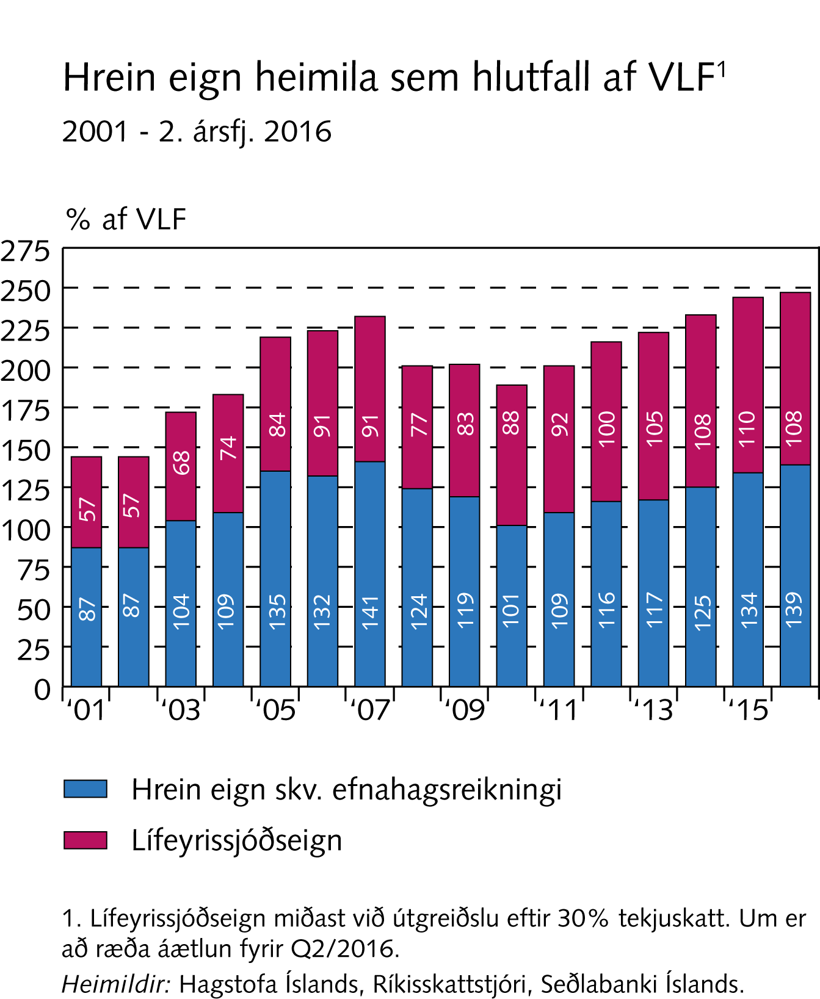 Hrein eign heimila sem hlutfall af VLF¹
2001 - 2. ársfj. 2016
% af VLF
275
250
225
200
175
150
125
100
75
50
25
0
57 57 68 74 84 91 91 77 83 88 92 100 105 108 110 108
87 87 104 109 135 132 141 124 119 101 109 116 117 125 134 139
‘01 ‘03 ‘05 ‘07 ‘09 ‘11 ‘13 ‘15
Hrein eign skv. efnahagsreikningi
Lífeyrissjóðseign
1. Lífeyrissjóðseign miðast við útgreiðslu eftir 30% tekjuskatt. Um er
að ræða áætlun fyrir Q2/2016.
Heimildir: Hagstofa Íslands, Ríkisskattstjóri, Seðlabanki Íslands.